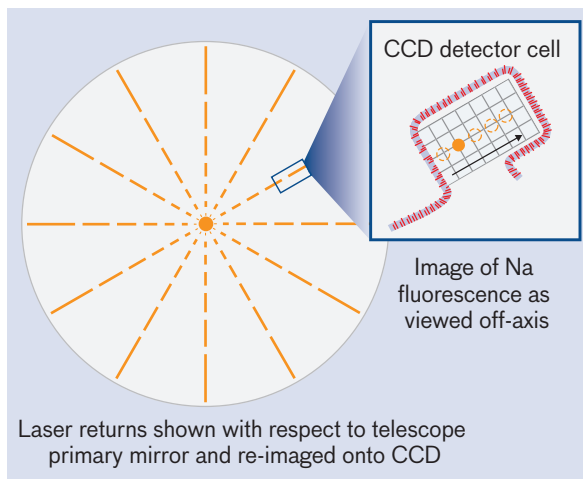 CCD detector cell
Image of Na
fluorescence as
viewed off-axis
Laser returns shown with respect to telescope
primary mirror and re-imaged onto CCD